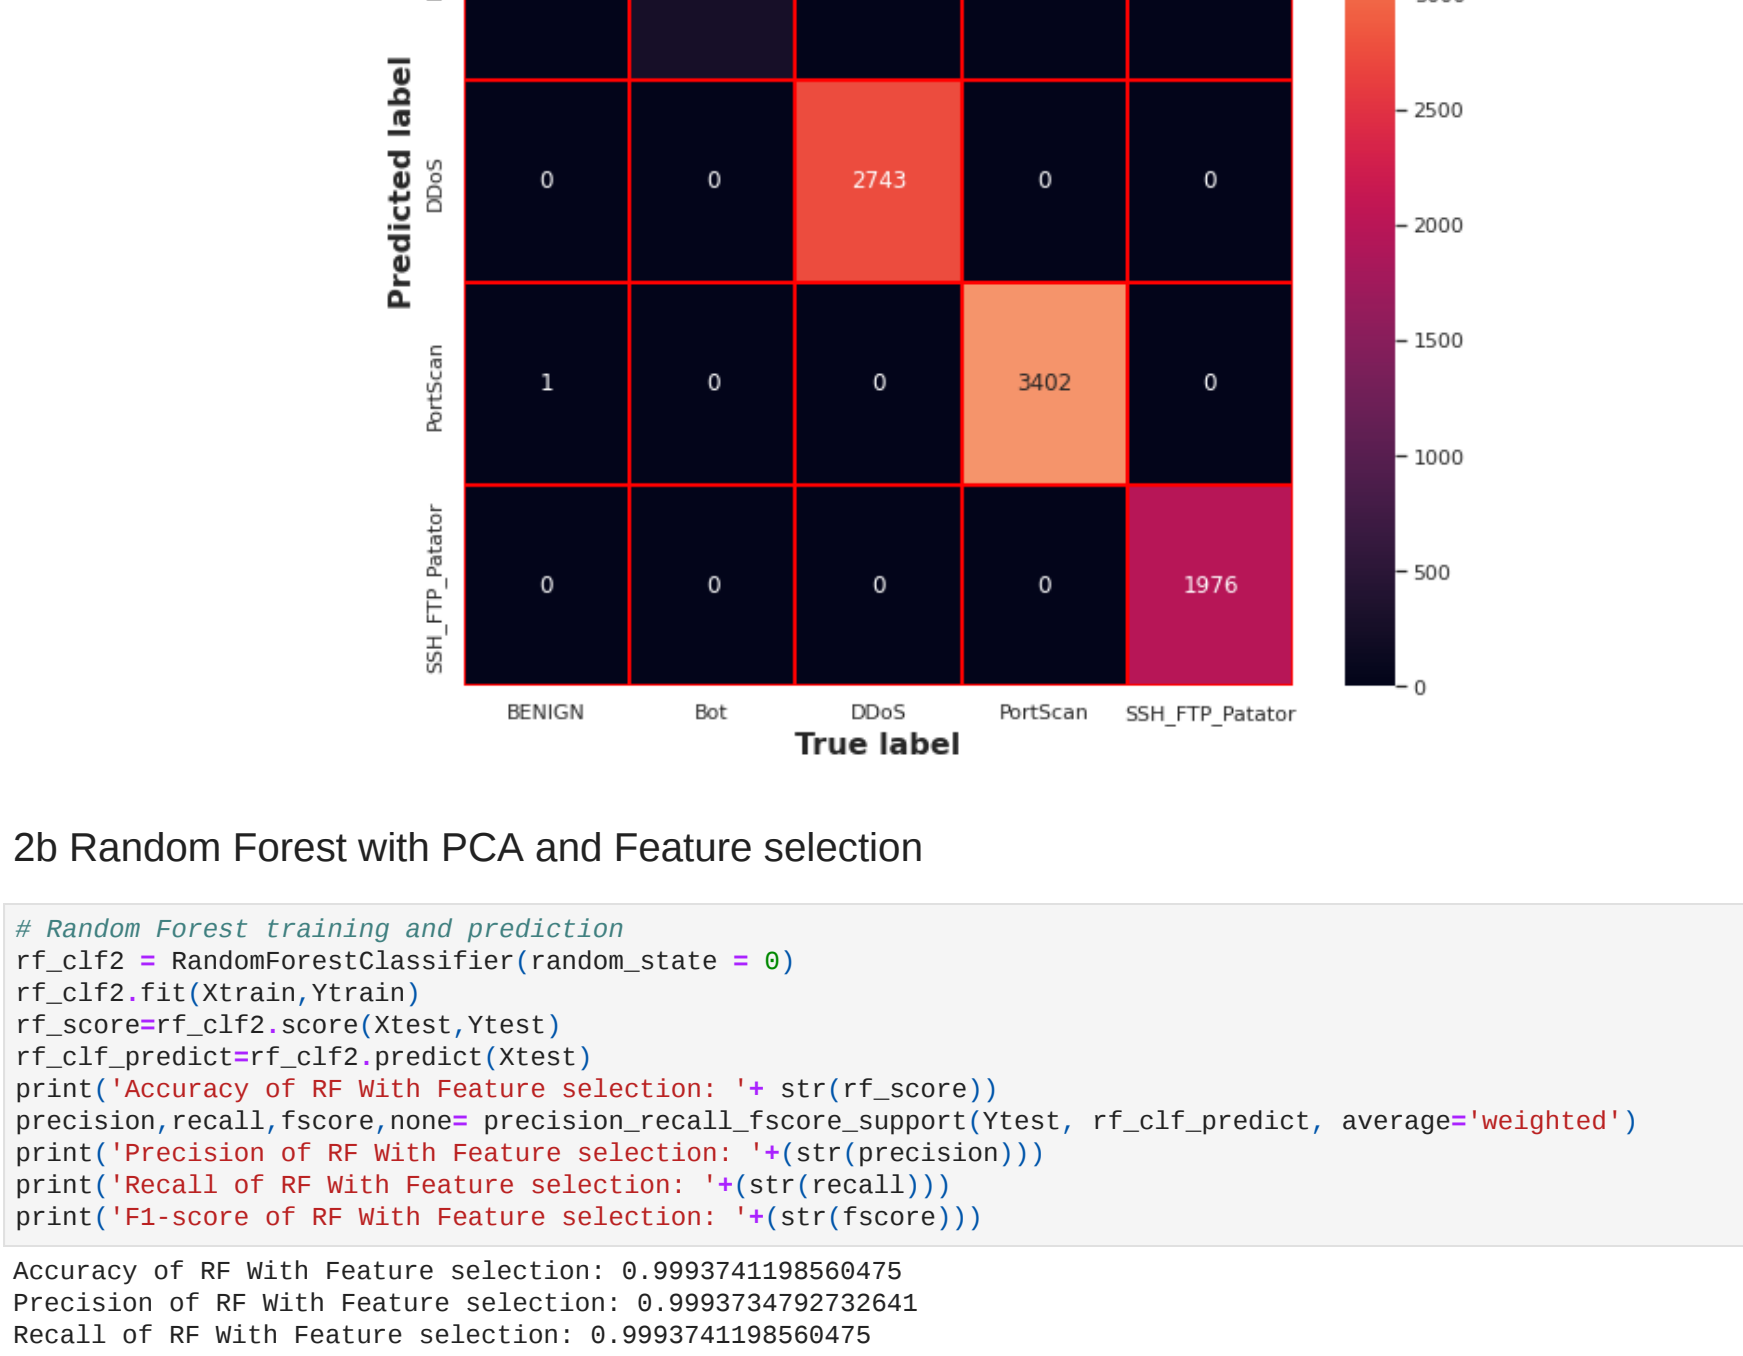 2500
Predicted label
DDoS
0 0 2743 0 0
2000
PortScan
1 0 0 3402 0
1500
1000
SSH_FTP_Patator
0 0 0 0 1976
500
0
BENIGN Bot DDoS PortScan SSH_FTP_Patator
True label
2b Random Forest with PCA and Feature selection
# Random Forest training and prediction
rf_clf2 = RandomForestClassifier(random_state = 0)
rf_clf2.fit(Xtrain,Ytrain)
rf_score=rf_clf2.score(Xtest,Ytest)
rf_clf_predict=rf_clf2.predict(Xtest)
print('Accuracy of RF With Feature selection: '+ str(rf_score))
precision,recall,fscore,none= precision_recall_fscore_support(Ytest, rf_clf_predict, average='weighted')
print('Precision of RF With Feature selection: '+(str(precision)))
print('Recall of RF With Feature selection: '+(str(recall)))
print('F1-score of RF With Feature selection: '+(str(fscore)))
Accuracy of RF With Feature selection: 0.9993741198560475
Precision of RF With Feature selection: 0.9993734792732641
Recall of RF With Feature selection: 0.9993741198560475